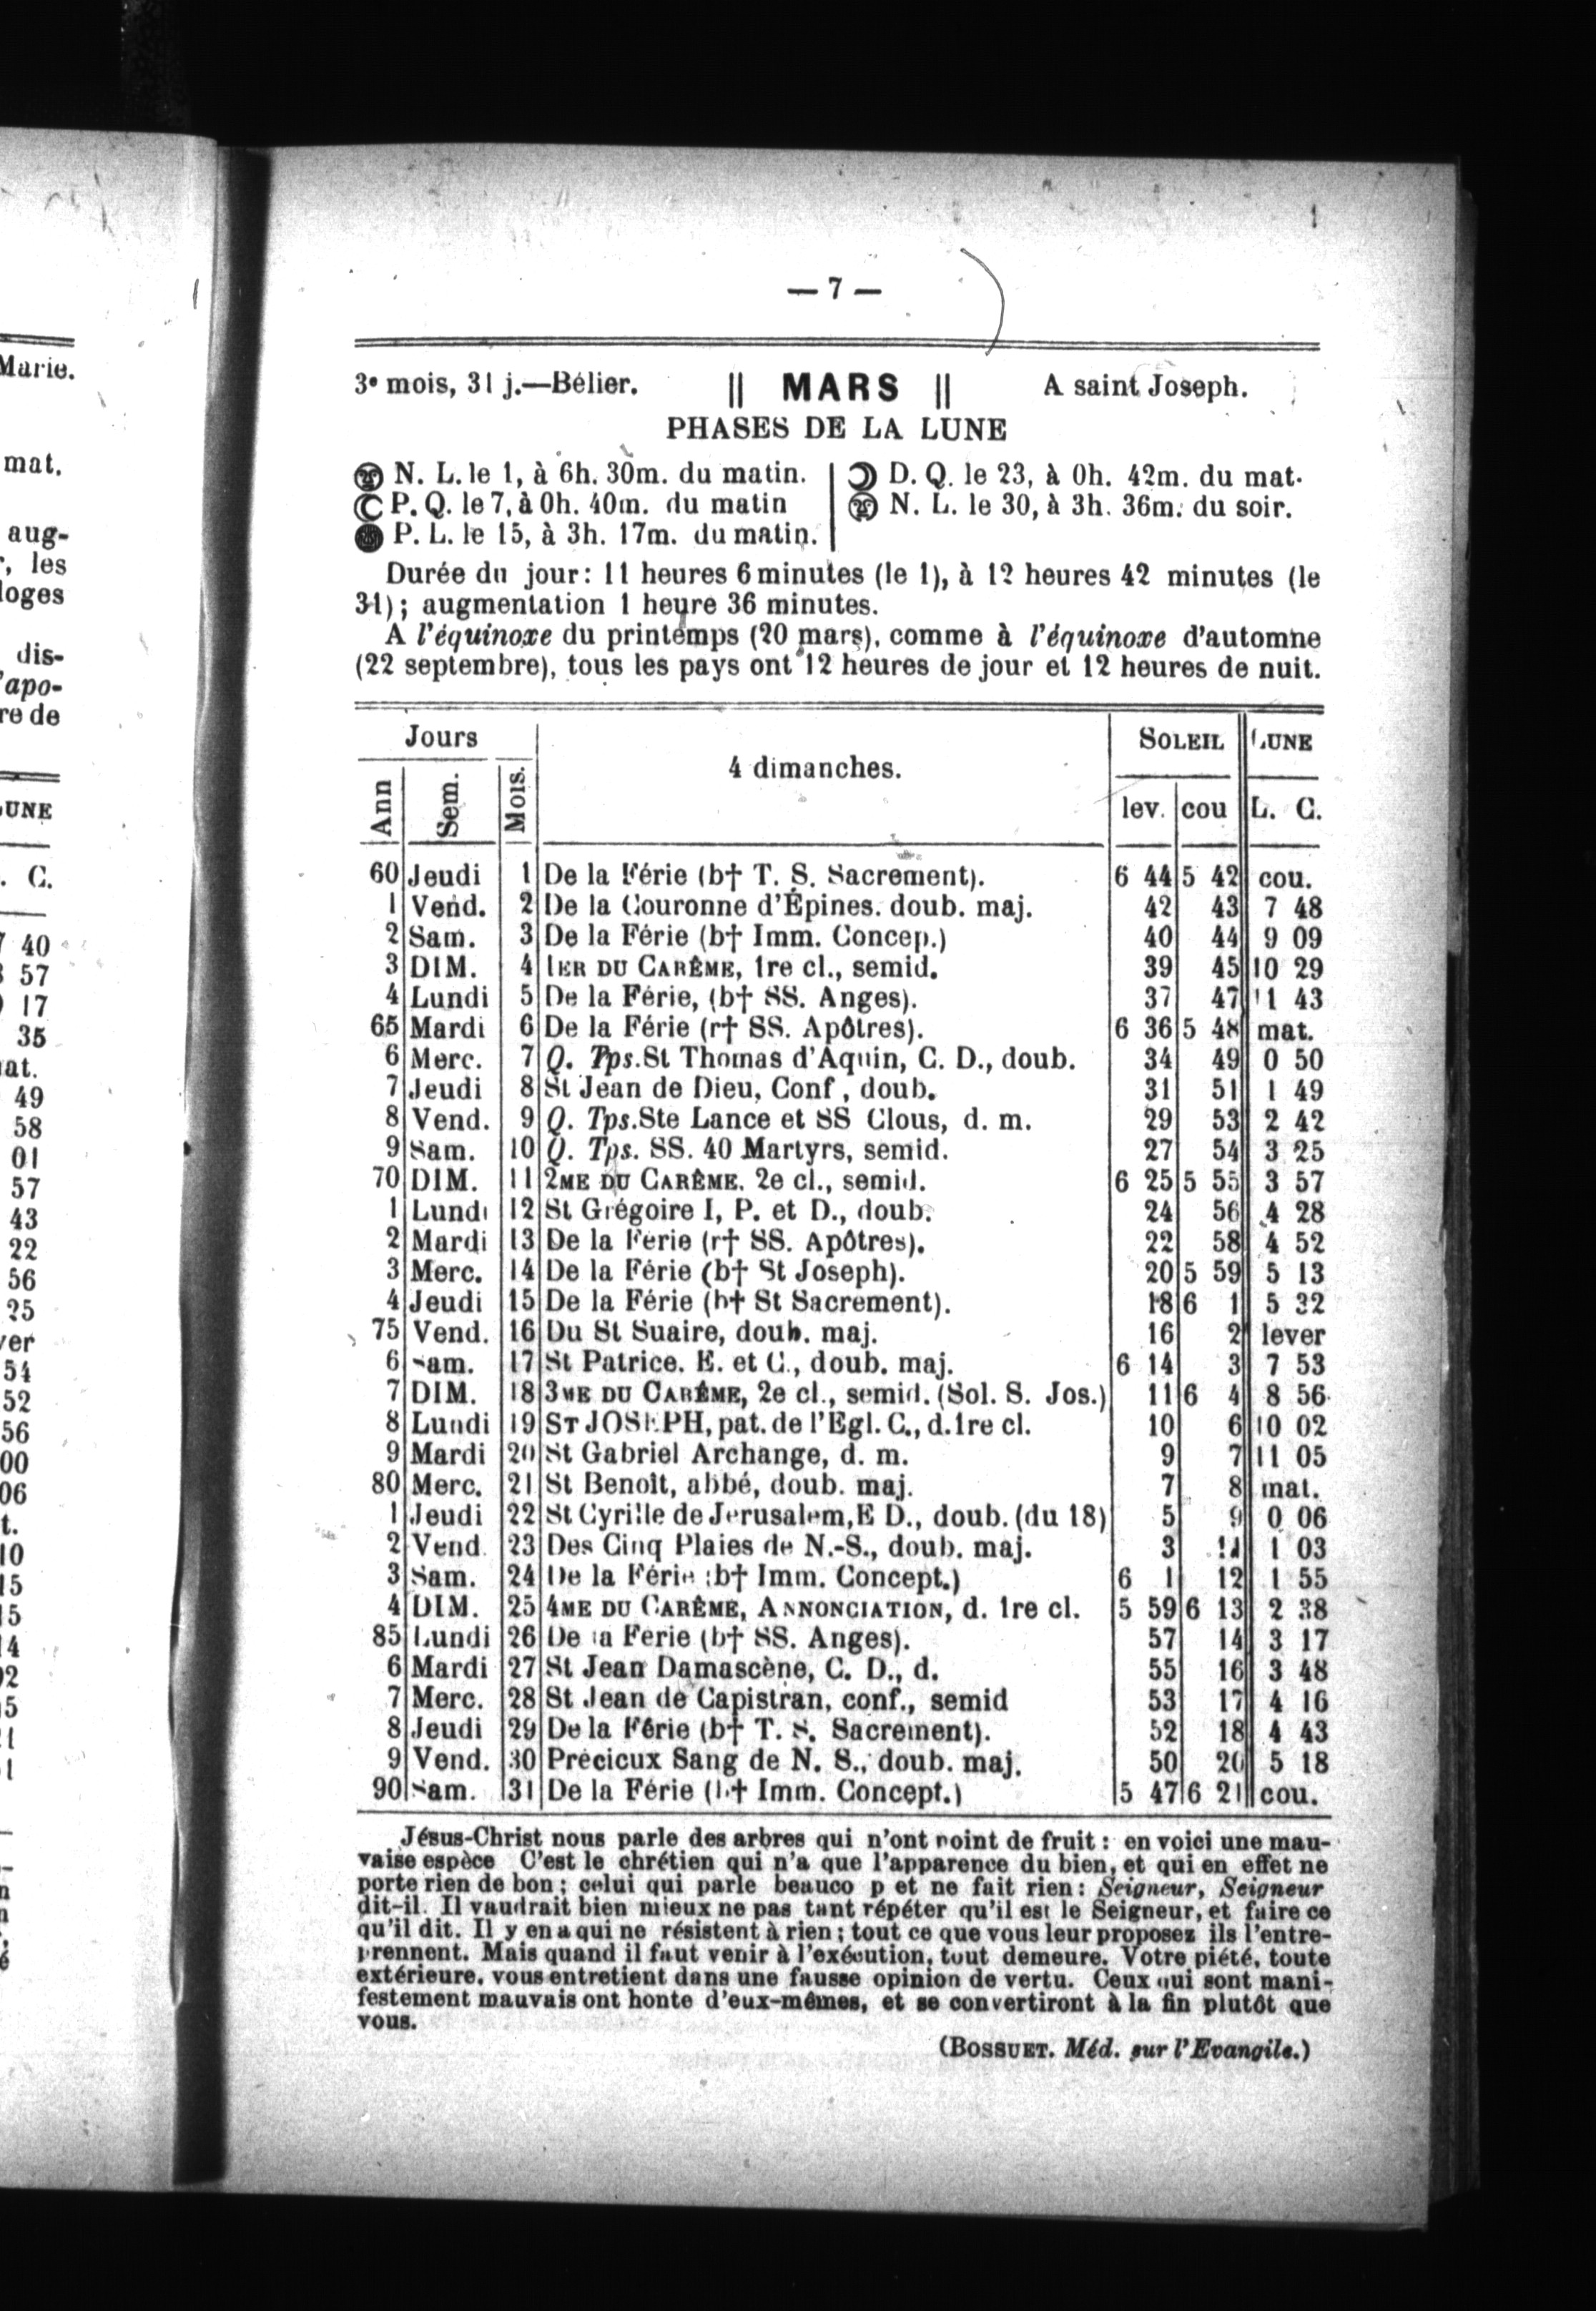 Marie.
mat.
aug-
r, les
loges
dis-
'apo-
re de
UNE
. C.
7 40
57
17
35
at.
49
58
01
57
43
22
56
25
54
52
56
00
06
t.
10
15
— 7 —
3e mois, 31 j.—Bélier. || MARS || A saint Joseph.
PHASES DE LA LUNE
N. L. le 1, à 6h. 30m. du matin. | D. Q. le 23, à 0h. 42m. du mat.
P. Q. le 7, à 0h. 40m. du matin | N. L. le 30, à 3h. 36m. du soir.
P. L. le 15, à 3h. 17m. du matin.
Durée du jour: 11 heures 6 minutes (le 1), à 12 heures 42 minutes (le
31); augmentation 1 heure 36 minutes.
A l'équinoxe du printemps (20 mars), comme à l'équinoxe d'automne
(22 septembre), tous les pays ont 12 heures de jour et 12 heures de nuit.
Jours 4 dimanches. SOLEIL LUNE
Ann Sem. Mois. lev. cou L. C.
60 Jeudi 1 De la Férie (b† T. S. Sacrement). 6 44 5 42 cou.
1 Vend. 2 De la Couronne d'Épines. doub. maj. 42 43 7 48
2 Sam. 3 De la Férie (b† Imm. Concep.) 40 44 9 09
3 DIM. 4 1ER DU CARÊME, 1re cl., semid. 39 45 10 29
4 Lundi 5 De la Férie, (b† SS. Anges). 37 47 11 43
65 Mardi 6 De la Férie (r† SS. Apôtres). 6 36 5 48 mat.
6 Merc. 7 Q. Tps. St Thomas d'Aquin, C. D., doub. 34 49 0 50
7 Jeudi 8 St Jean de Dieu, Conf, doub. 31 51 1 49
8 Vend. 9 Q. Tps. Ste Lance et SS Clous, d. m. 29 53 2 42
9 Sam. 10 Q. Tps. SS. 40 Martyrs, semid. 27 54 3 25
70 DIM. 11 2ME DU CARÊME. 2e cl., semid. 6 25 5 55 3 57
1 Lundi 12 St Grégoire I, P. et D., doub. 24 56 4 28
2 Mardi 13 De la Ferie (r† SS. Apôtres). 22 58 4 52
3 Merc. 14 De la Férie (b† St Joseph). 20 5 59 5 13
4 Jeudi 15 De la Férie (b† St Sacrement). 18 6 1 5 32
75 Vend. 16 Du St Suaire, doub. maj. 16 2 lever
6 Sam. 17 St Patrice. E. et C., doub. maj. 6 14 3 7 53
7 DIM. 18 3ME DU CARÊME, 2e cl., semid. (Sol. S. Jos.) 11 6 4 8 56
8 Lundi 19 ST JOSEPH, pat. de l'Egl. C., d. 1re cl. 10 6 10 02
9 Mardi 20 St Gabriel Archange, d. m. 9 7 11 05
80 Merc. 21 St Benoît, abbé, doub. maj. 7 8 mat.
1 Jeudi 22 St Cyrille de Jerusalem, E D., doub. (du 18) 5 9 0 06
2 Vend. 23 Des Cinq Plaies de N.-S., doub. maj. 3 11 1 03
3 Sam. 24 De la Férie (b† Imm. Concept.) 6 1 12 1 55
4 DIM. 25 4ME DU CARÊME, ANNONCIATION, d. 1re cl. 5 59 6 13 2 38
85 Lundi 26 De la Ferie (b† SS. Anges). 57 14 3 17
6 Mardi 27 St Jean Damascène, C. D., d. 55 16 3 48
7 Merc. 28 St Jean de Capistran, conf., semid 53 17 4 16
8 Jeudi 29 De la Férie (b† T. S. Sacrement). 52 18 4 43
9 Vend. 30 Précieux Sang de N. S., doub. maj. 50 20 5 18
90 Sam. 31 De la Férie (b† Imm. Concept.) 5 47 6 21 cou.
Jésus-Christ nous parle des arbres qui n'ont point de fruit : en voici une mau-
vaise espèce C'est le chrétien qui n'a que l'apparence du bien, et qui en effet ne
porte rien de bon ; celui qui parle beauco p et ne fait rien : Seigneur, Seigneur
dit-il. Il vaudrait bien mieux ne pas tant répéter qu'il est le Seigneur, et faire ce
qu'il dit. Il y en a qui ne résistent à rien ; tout ce que vous leur proposez ils l'entre-
prennent. Mais quand il faut venir à l'exécution, tout demeure. Votre piété, toute
extérieure, vous entretient dans une fausse opinion de vertu. Ceux qui sont mani-
festement mauvais ont honte d'eux-mêmes, et se convertiront à la fin plutôt que
vous.
(BOSSUET. Méd. sur l'Evangile.)